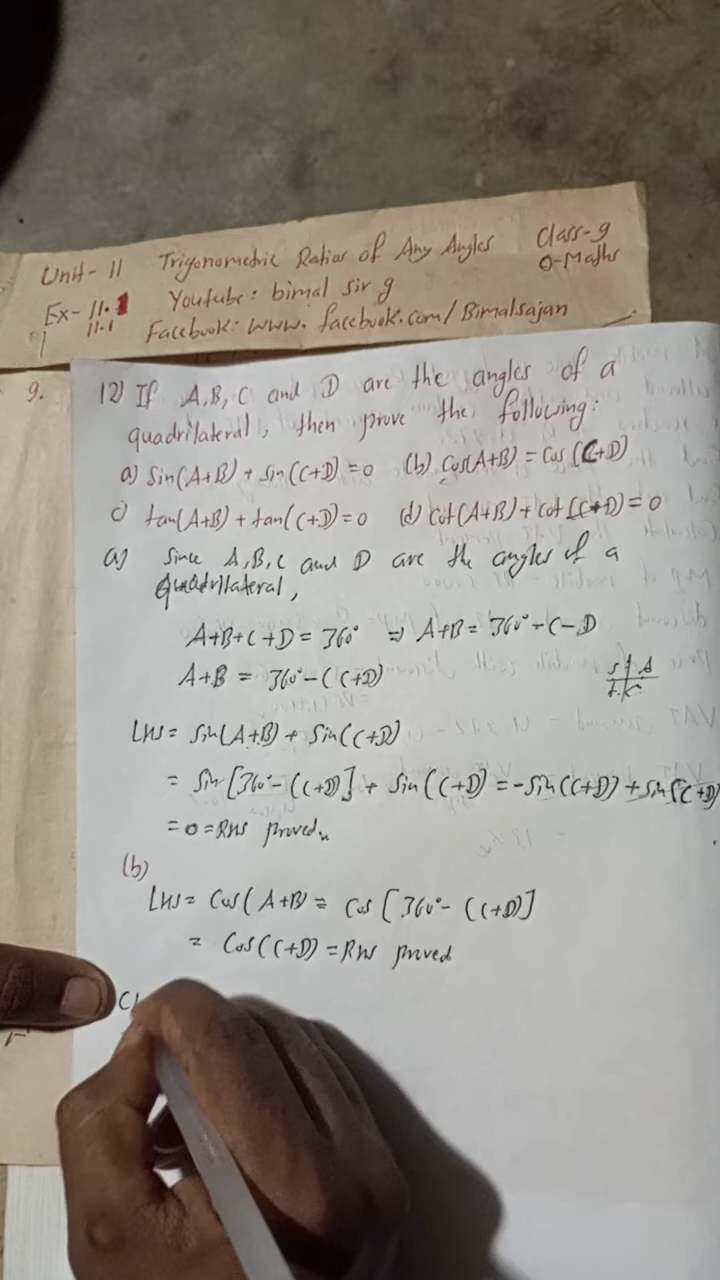 Unit-11 Trigonometric Ratios of Any Angles Class-9
Ex-11.1 Youtube: bimal sir g O-Maths
11.1 Facebook: www.facebook.com/Bimalsajan
9.
12) If A,B,C and D are the angles of a
quadrilateral, then prove the following:
a) Sin(A+B) + Sin(C+D) = 0 (b) Cos(A+B) = Cos(C+D)
c) tan(A+B) + tan(C+D) = 0 (d) Cot(A+B) + Cot(C+D) = 0
a) Since A,B,C and D are the angles of a
Quadrilateral,
A+B+C+D = 360° => A+B = 360° - C - D
A+B = 360° - (C+D)
S A
T C
LHS = Sin(A+B) + Sin(C+D)
= Sin[360° - (C+D)] + Sin(C+D) = -Sin(C+D) + Sin(C+D)
= 0 = RHS proved
(b)
LHS = Cos(A+B) = Cos[360° - (C+D)]
= Cos(C+D) = RHS proved
C)